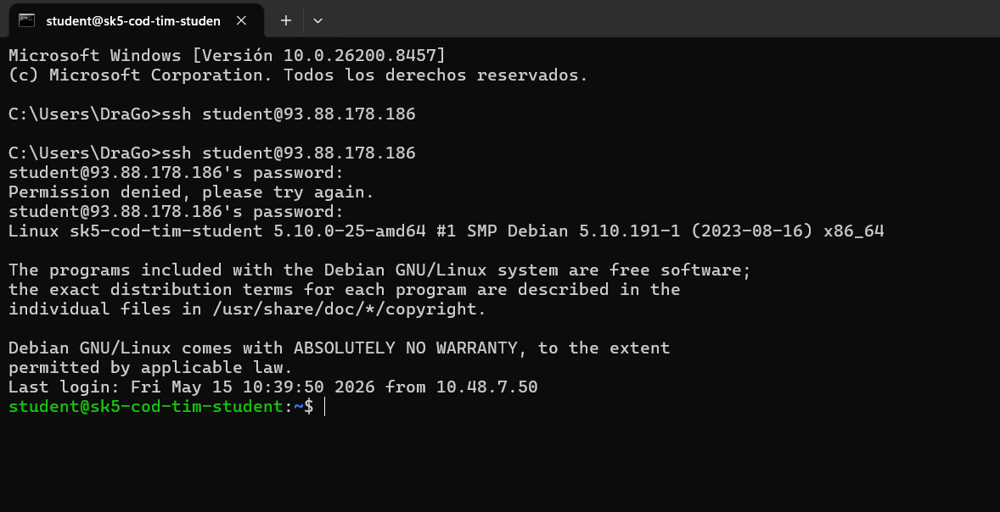 student@sk5-cod-tim-studen
Microsoft Windows [Versión 10.0.26200.8457]
(c) Microsoft Corporation. Todos los derechos reservados.
C:\Users\DraGo>ssh student@93.88.178.186
C:\Users\DraGo>ssh student@93.88.178.186
student@93.88.178.186's password:
Permission denied, please try again.
student@93.88.178.186's password:
Linux sk5-cod-tim-student 5.10.0-25-amd64 #1 SMP Debian 5.10.191-1 (2023-08-16) x86_64
The programs included with the Debian GNU/Linux system are free software;
the exact distribution terms for each program are described in the
individual files in /usr/share/doc/*/copyright.
Debian GNU/Linux comes with ABSOLUTELY NO WARRANTY, to the extent
permitted by applicable law.
Last login: Fri May 15 10:39:50 2026 from 10.48.7.50
student@sk5-cod-tim-student:~$